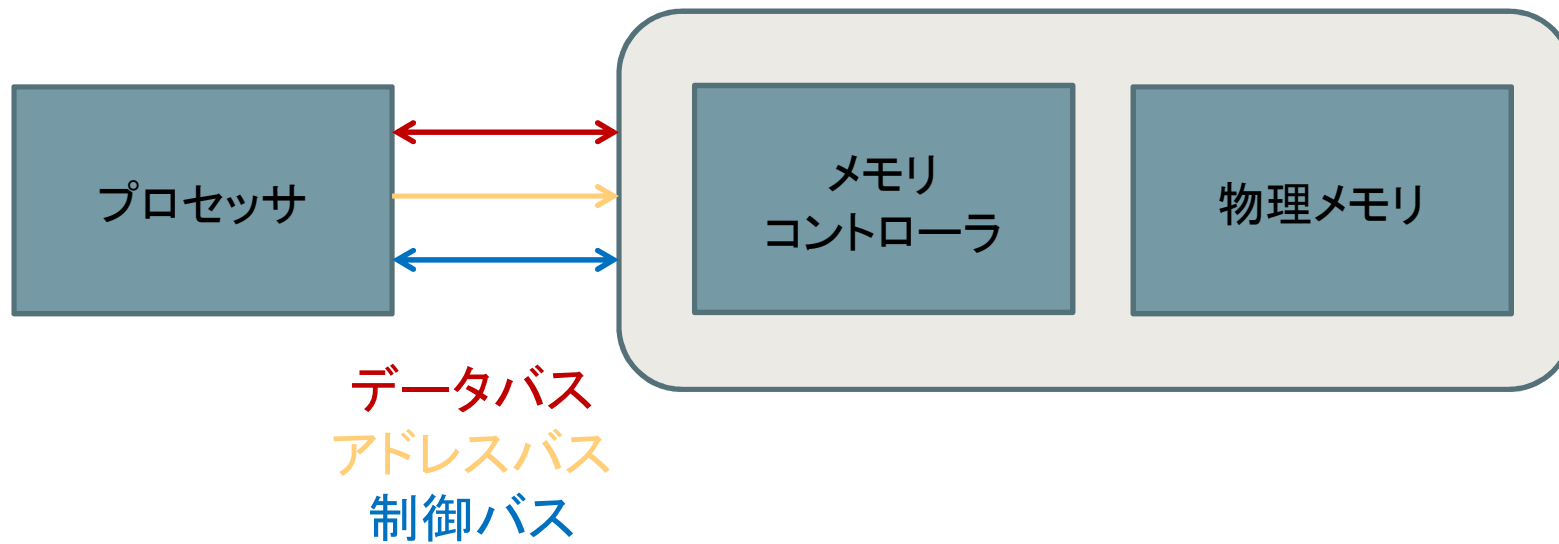 プロセッサ
メモリ
コントローラ
物理メモリ
データバス
アドレスバス
制御バス